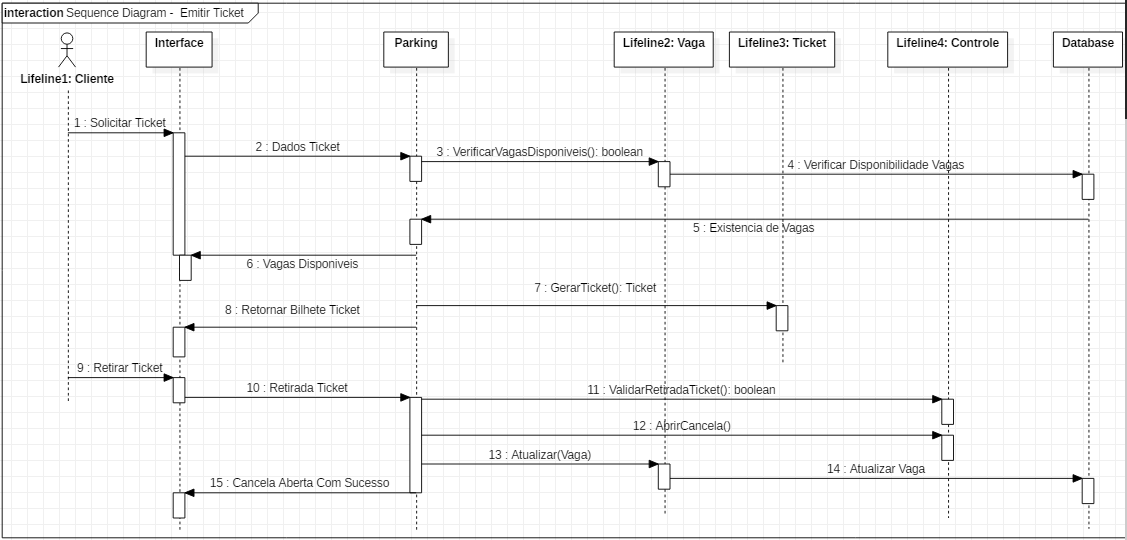 interaction Sequence Diagram - Emitir Ticket
Interface
Parking
Lifeline2: Vaga
Lifeline3: Ticket
Lifeline4: Controle
Database
Lifeline1: Cliente
1 : Solicitar Ticket
2 : Dados Ticket
3 : VerificarVagasDisponiveis(): boolean
4 : Verificar Disponibilidade Vagas
5 : Existencia de Vagas
6 : Vagas Disponiveis
7 : GerarTicket(): Ticket
8 : Retornar Bilhete Ticket
9 : Retirar Ticket
10 : Retirada Ticket
11 : ValidarRetiradaTicket(): boolean
12 : AbrirCancela()
13 : Atualizar(Vaga)
14 : Atualizar Vaga
15 : Cancela Aberta Com Sucesso